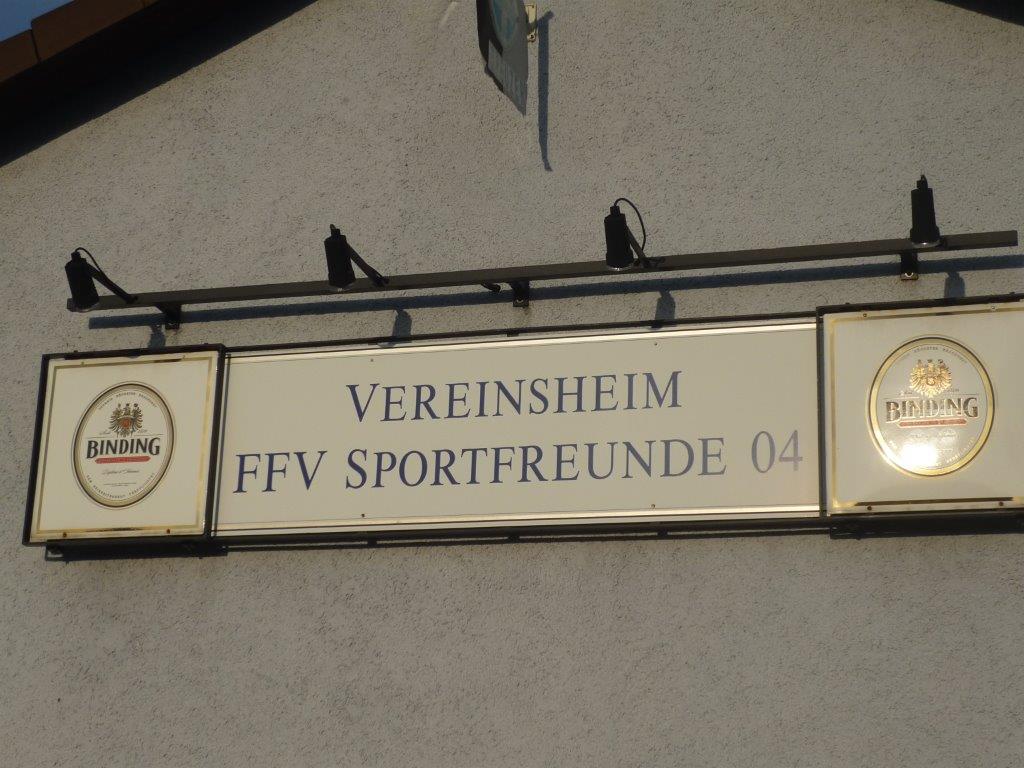 BINDING
VEREINSHEIM
FFV SPORTFREUNDE 04
BINDING